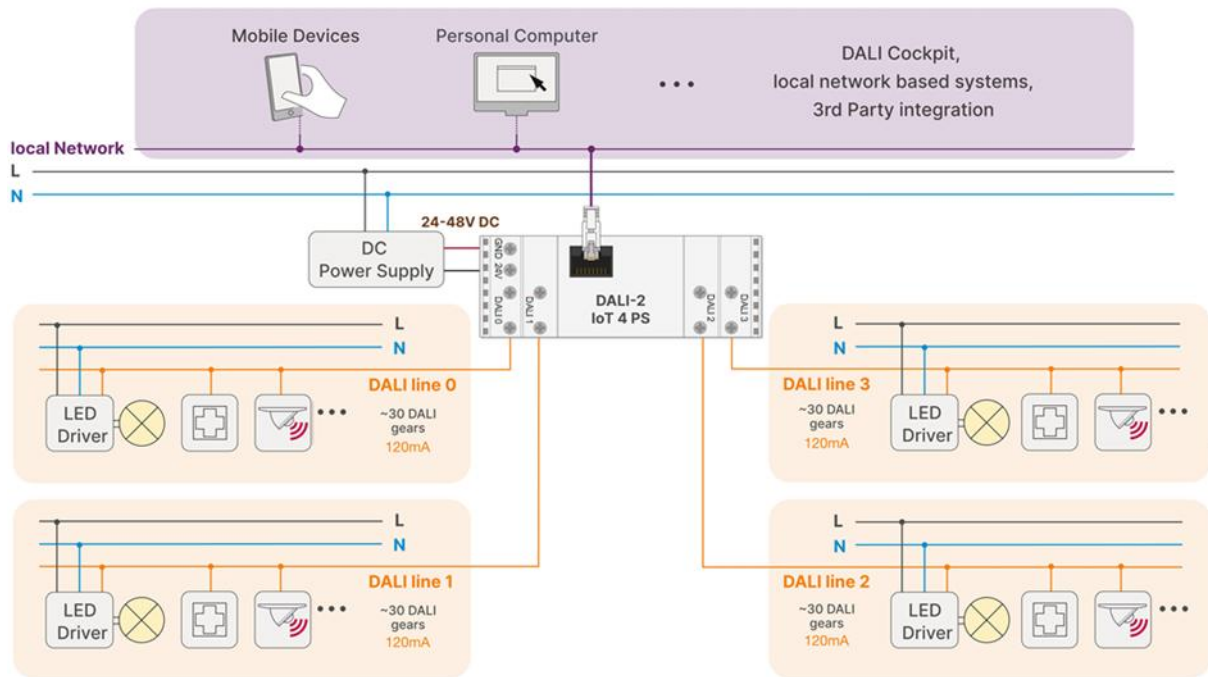 Mobile Devices
Personal Computer
DALI Cockpit,
local network based systems,
3rd Party integration
local Network
L
N
24-48V DC
DC
Power Supply
GND
24V
DALI 0
DALI 1
DALI-2
IoT 4 PS
DALI 2
DALI 3
L
N
DALI line 0
LED
Driver
~30 DALI
gears
120mA
L
N
DALI line 3
~30 DALI
gears
120mA
LED
Driver
L
N
DALI line 1
LED
Driver
~30 DALI
gears
120mA
L
N
DALI line 2
~30 DALI
gears
120mA
LED
Driver